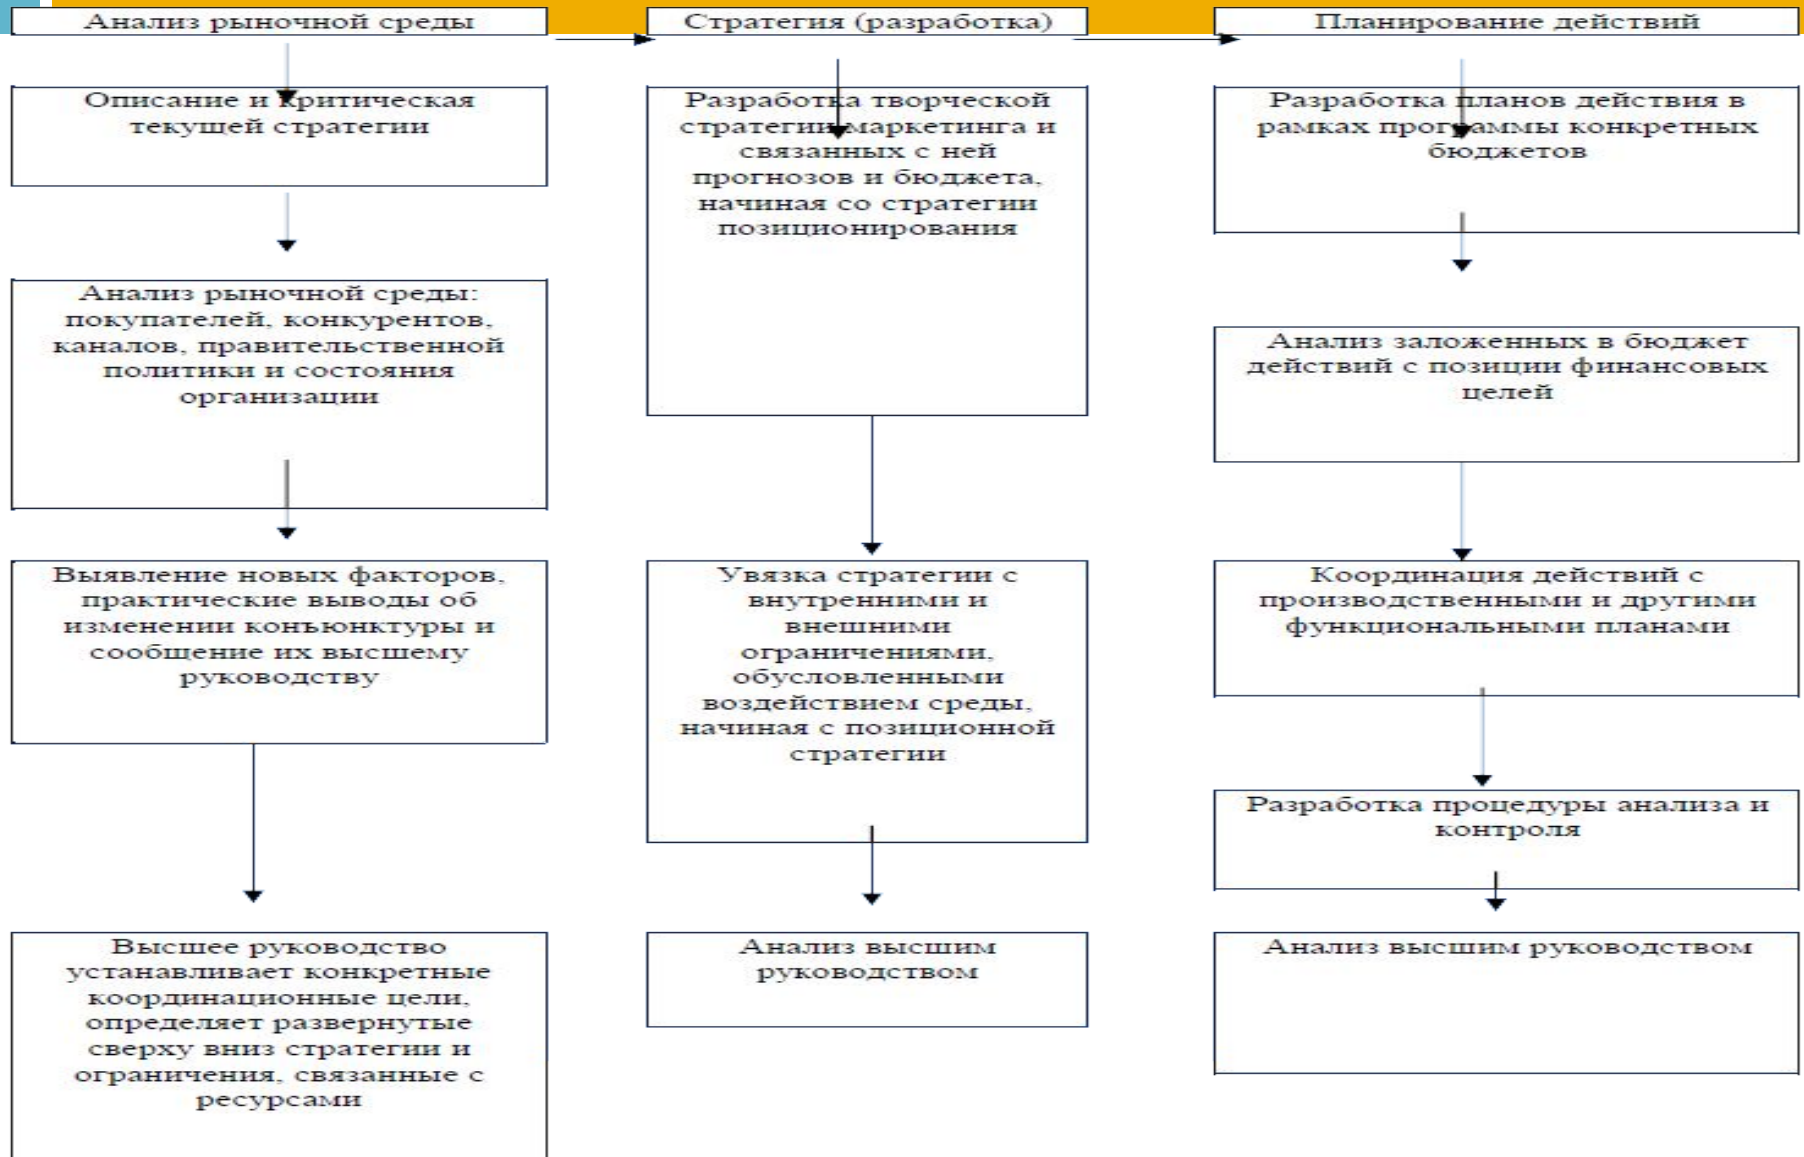 Анализ рыночной среды
Описание и критическая
текущей стратегии
Анализ рыночной среды:
покупателей, конкурентов,
каналов, правительственной
политики и состояния
организации
Выявление новых факторов,
практические выводы об
изменении конъюнктуры и
сообщение их высшему
руководству
Высшее руководство
устанавливает конкретные
координационные цели,
определяет развернутые
сверху вниз стратегии и
ограничения, связанные с
ресурсами
Стратегия (разработка)
Разработка творческой
стратегии маркетинга и
связанных с ней
прогнозов и бюджета,
начиная со стратегии
позиционирования
Увязка стратегии с
внутренними и
внешними
ограничениями,
обусловленными
воздействием среды,
начиная с позиционной
стратегии
Анализ высшим
руководством
Планирование действий
Разработка планов действия в
рамках программы конкретных
бюджетов
Анализ заложенных в бюджет
действий с позиции финансовых
целей
Координация действий с
производственными и другими
функциональными планами
Разработка процедуры анализа и
контроля
Анализ высшим руководством